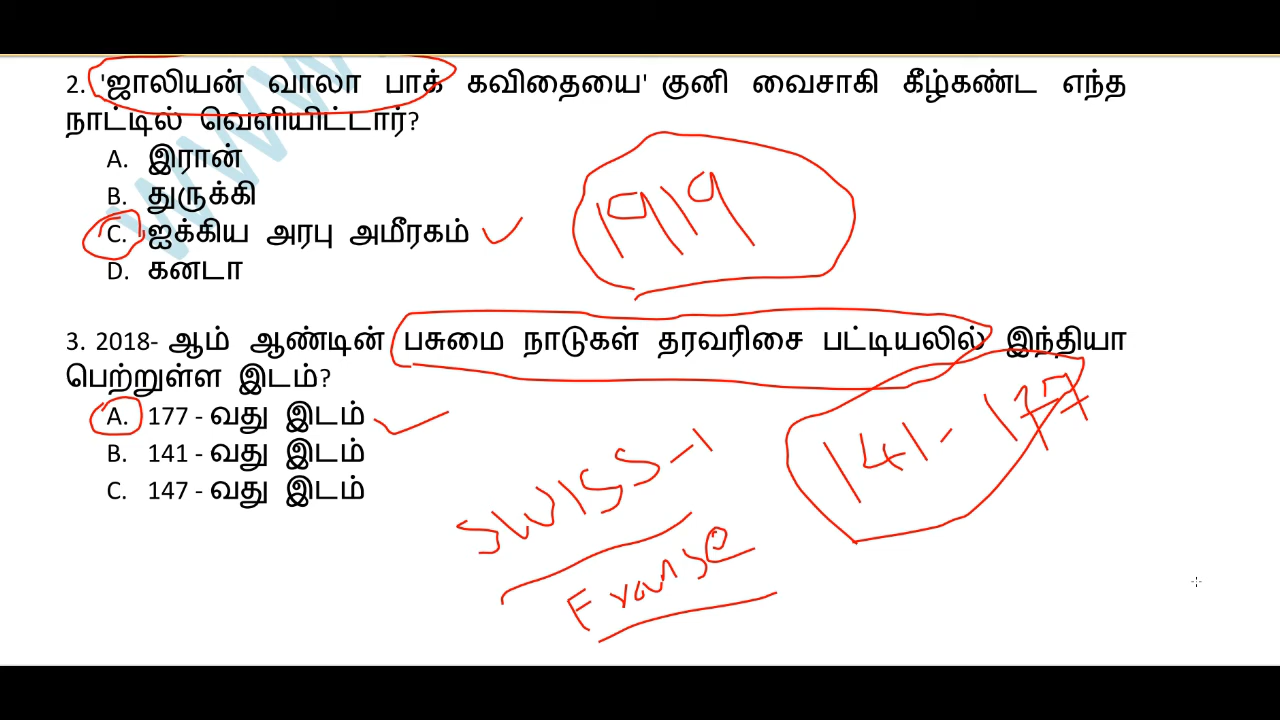 2. 'ஜாலியன் வாலா பாக் கவிதையை' குனி வைசாகி கீழ்கண்ட எந்த
நாட்டில் வெளியிட்டார்?
A. இரான்
B. துருக்கி
C. ஐக்கிய அரபு அமீரகம்
D. கனடா
1919
3. 2018- ஆம் ஆண்டின் பசுமை நாடுகள் தரவரிசை பட்டியலில் இந்தியா
பெற்றுள்ள இடம்?
A. 177 - வது இடம்
B. 141 - வது இடம்
C. 147 - வது இடம்
141 - 177
SWISS - 1
Franse